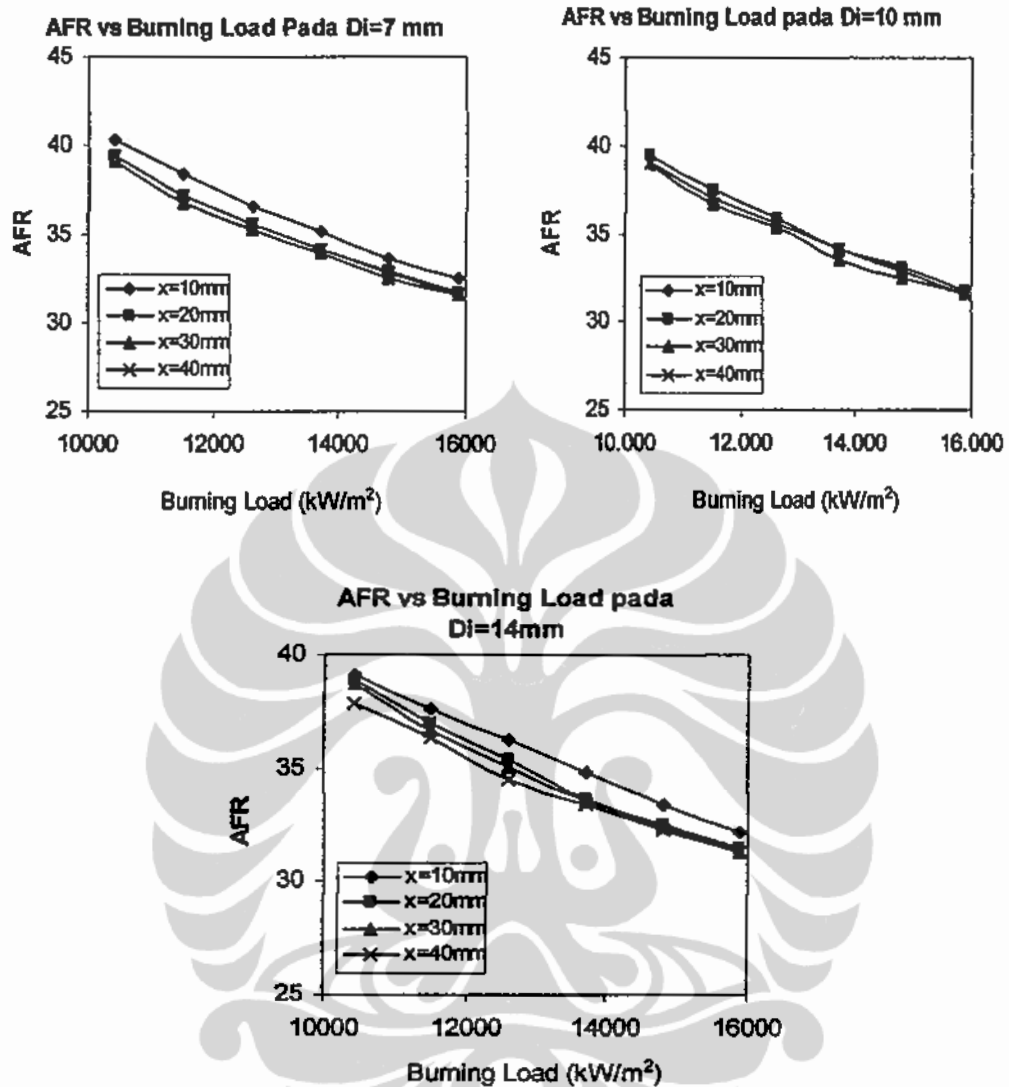 AFR vs Burning Load Pada Di=7 mm
45
40
35
30
25
AFR
x=10mm
x=20mm
x=30mm
x=40mm
10000 12000 14000 16000
Burning Load (kW/m²)
AFR vs Burning Load pada Di=10 mm
45
40
35
30
25
AFR
x=10mm
x=20mm
x=30mm
x=40mm
10.000 12.000 14.000 16.000
Burning Load (kW/m²)
AFR vs Burning Load pada
Di=14mm
40
35
30
25
AFR
x=10mm
x=20mm
x=30mm
x=40mm
10000 12000 14000 16000
Burning Load (kW/m²)